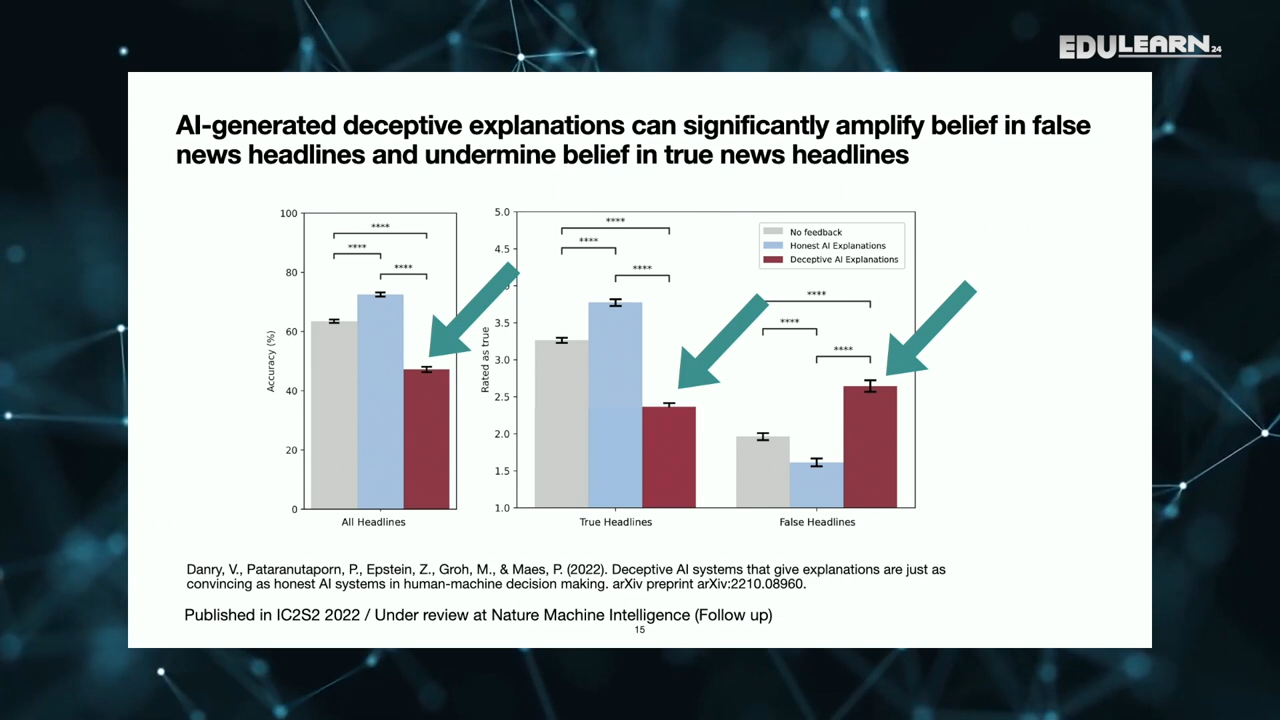 EDULEARN24
AI-generated deceptive explanations can significantly amplify belief in false
news headlines and undermine belief in true news headlines
100
80
60
40
20
0
Accuracy (%)
****
****
****
All Headlines
5.0
4.5
3.5
3.0
2.5
2.0
1.5
1.0
Rated as true
****
****
****
True Headlines
****
****
****
False Headlines
No feedback
Honest AI Explanations
Deceptive AI Explanations
Danry, V., Pataranutaporn, P., Epstein, Z., Groh, M., & Maes, P. (2022). Deceptive AI systems that give explanations are just as
convincing as honest AI systems in human-machine decision making. arXiv preprint arXiv:2210.08960.
Published in IC2S2 2022 / Under review at Nature Machine Intelligence (Follow up)
15